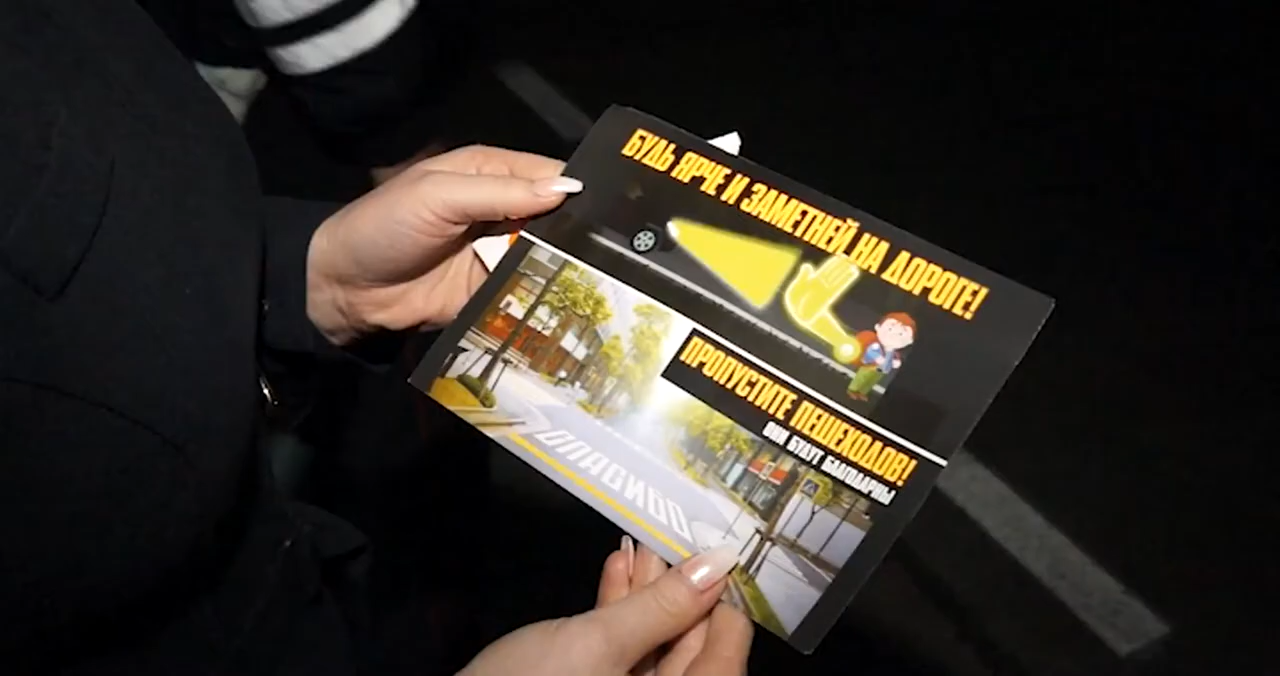 БУДЬ ЯРЧЕ И ЗАМЕТНЕЙ НА ДОРОГЕ!
ПРОПУСТИТЕ ПЕШЕХОДОВ!
ОНИ БУДУТ БЛАГОДАРНЫ
СПАСИБО